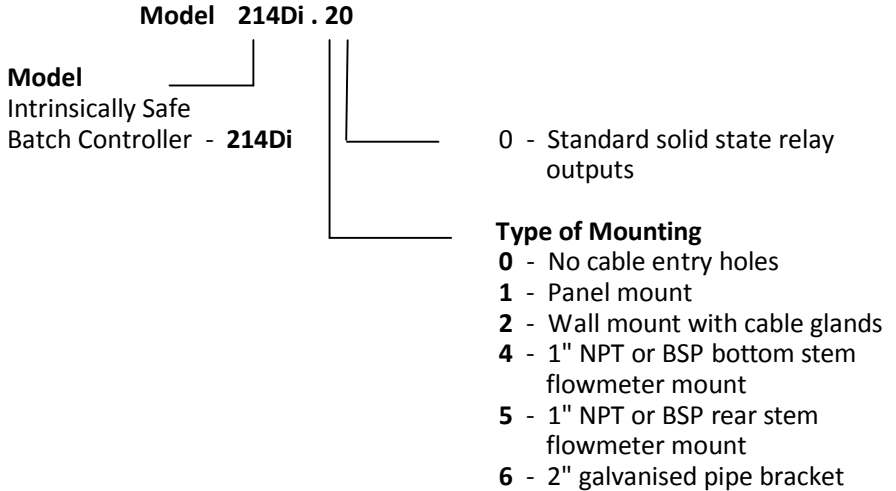 Model 214Di . 20
Model
Intrinsically Safe
Batch Controller - 214Di
0 - Standard solid state relay
outputs
Type of Mounting
0 - No cable entry holes
1 - Panel mount
2 - Wall mount with cable glands
4 - 1" NPT or BSP bottom stem
flowmeter mount
5 - 1" NPT or BSP rear stem
flowmeter mount
6 - 2" galvanised pipe bracket